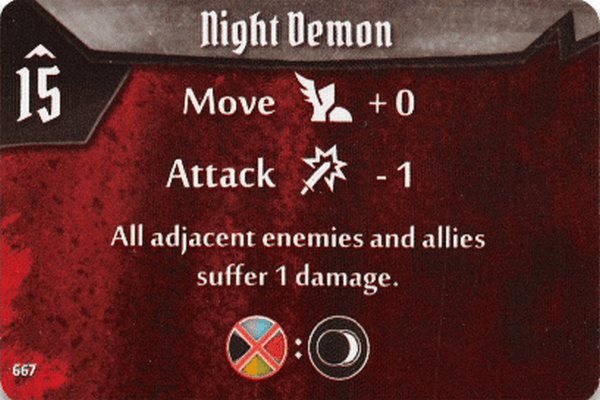 Night Demon
15
Move + 0
Attack - 1
All adjacent enemies and allies
suffer 1 damage.
:
667